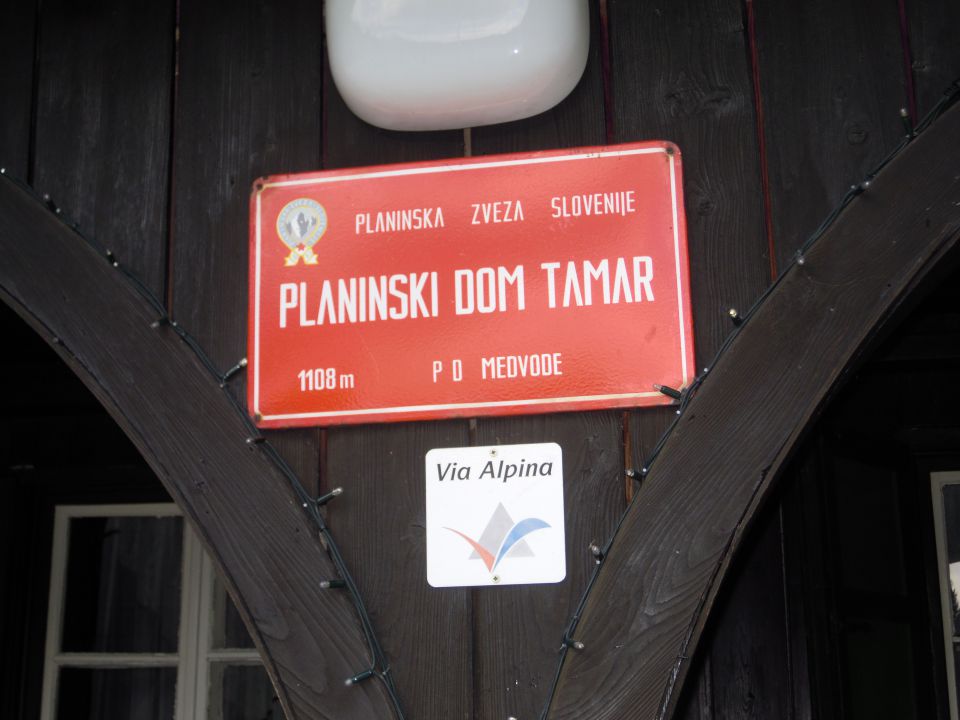 PLANINSKA ZVEZA SLOVENIJE
PLANINSKI DOM TAMAR
1108 m P D MEDVODE
Via Alpina